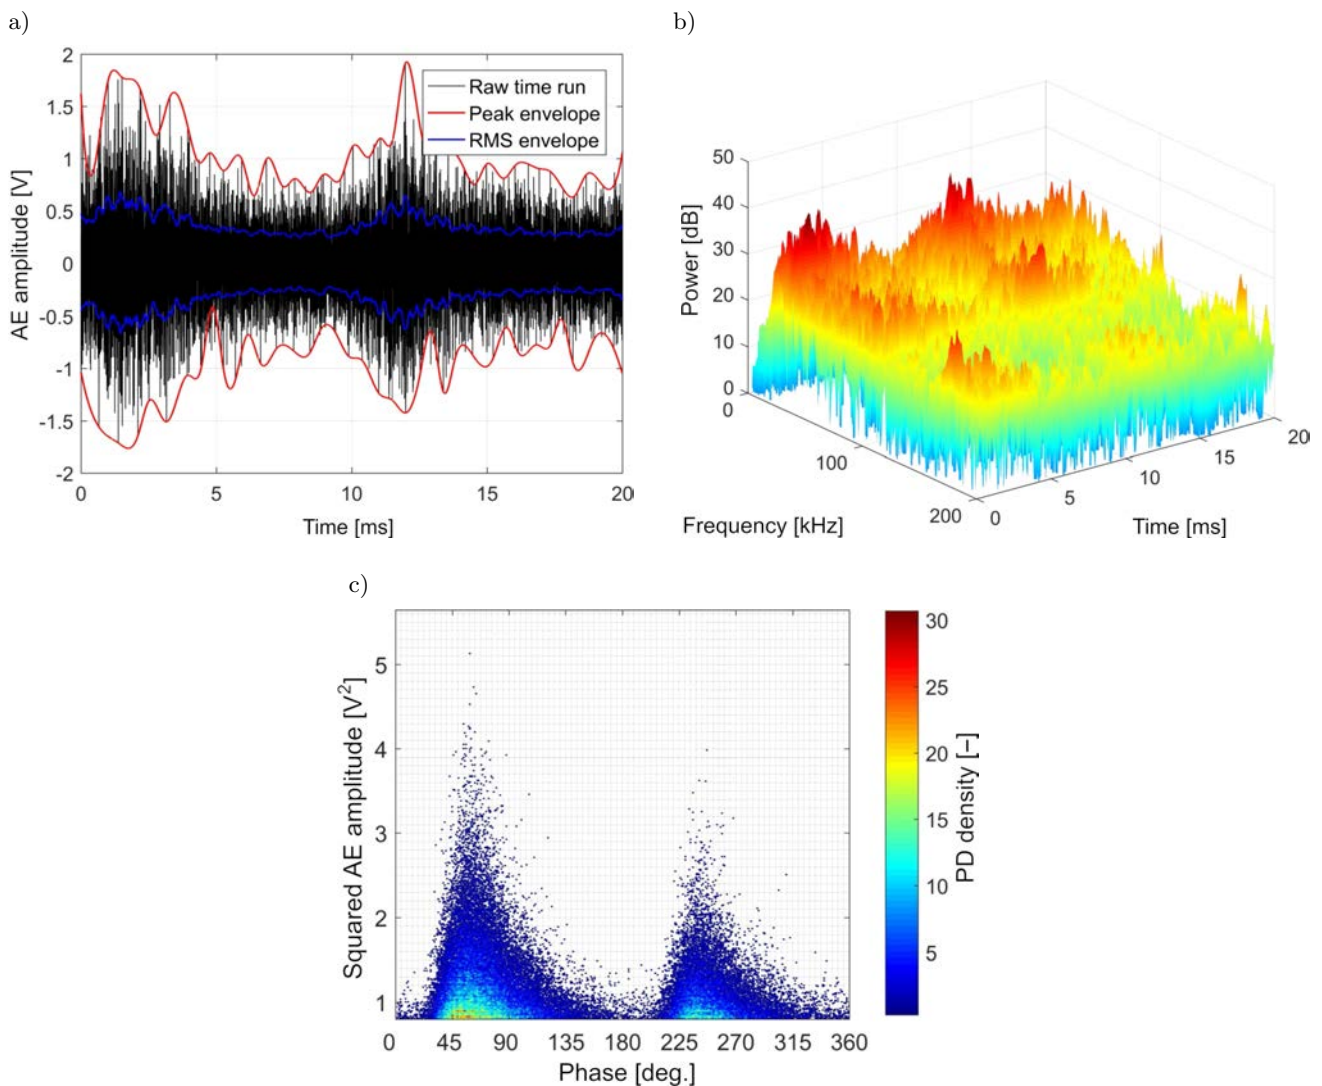 a)
2
1.5
1
0.5
0
-0.5
-1
-1.5
-2
AE amplitude [V]
Raw time run
Peak envelope
RMS envelope
0 5 10 15 20
Time [ms]
b)
50
40
30
20
10
0
Power [dB]
0
100
200
Frequency [kHz]
0
5
10
15
20
Time [ms]
c)
5
4
3
2
1
Squared AE amplitude [V²]
0 45 90 135 180 225 270 315 360
Phase [deg.]
30
25
20
15
10
5
PD density [–]